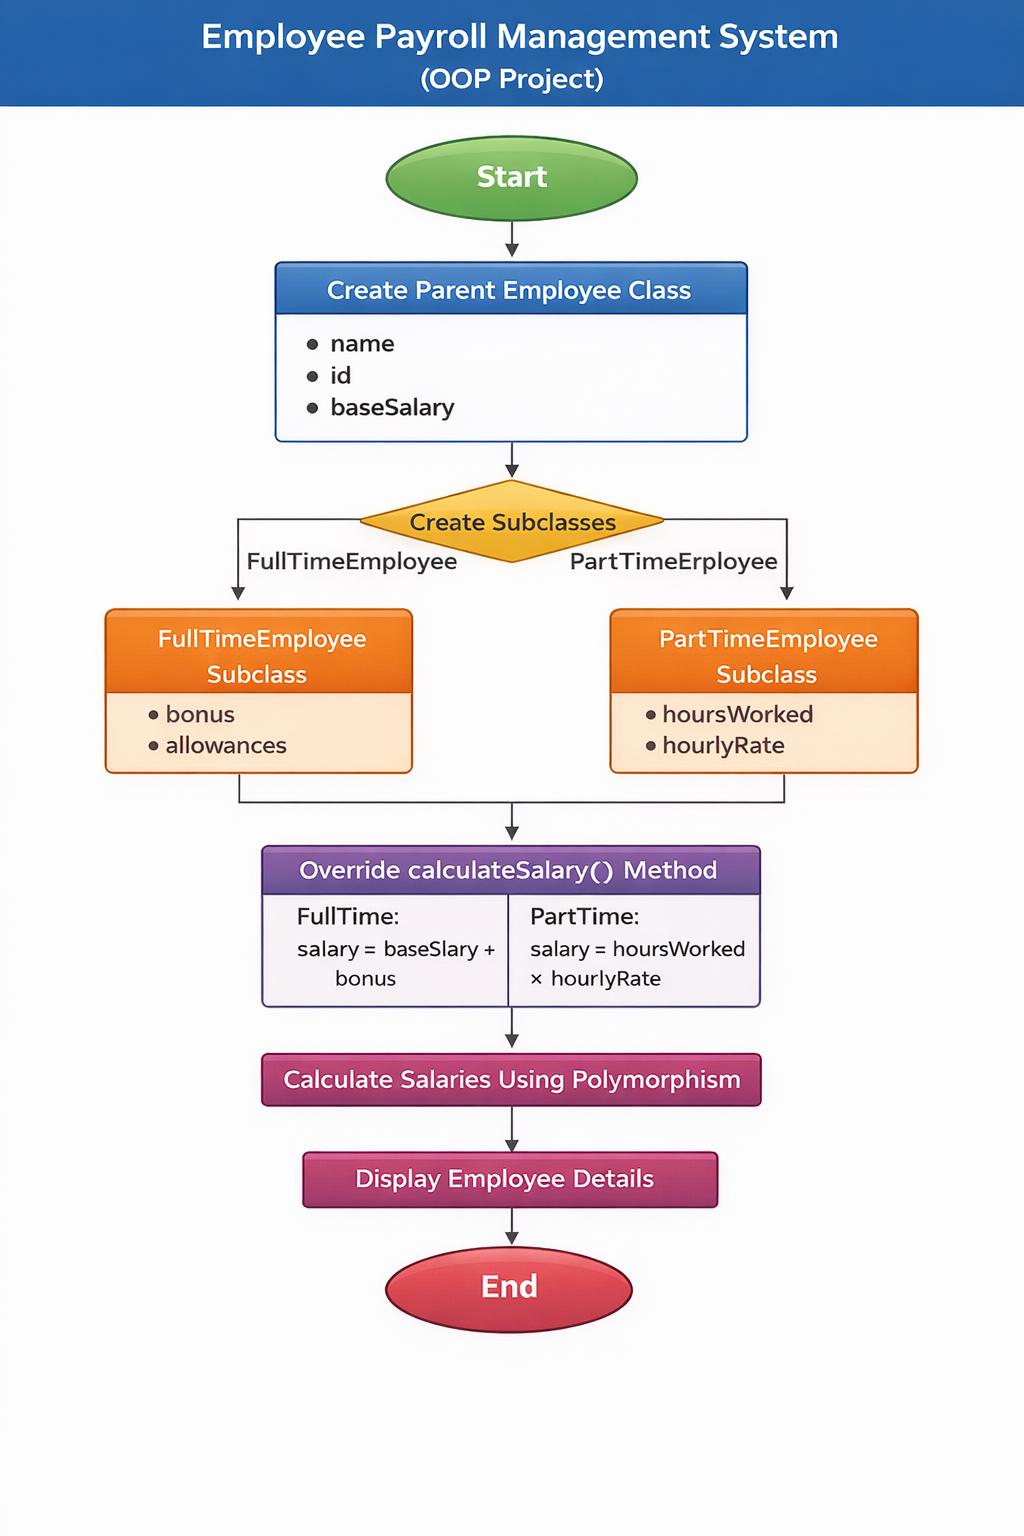 Employee Payroll Management System
(OOP Project)
Start
Create Parent Employee Class
• name
• id
• baseSalary
Create Subclasses
FullTimeEmployee
PartTimeErployee
FullTimeEmployee
Subclass
• bonus
• allowances
PartTimeEmployee
Subclass
• hoursWorked
• hourlyRate
Override calculateSalary() Method
FullTime:
salary = baseSlary +
bonus
PartTime:
salary = hoursWorked
× hourlyRate
Calculate Salaries Using Polymorphism
Display Employee Details
End